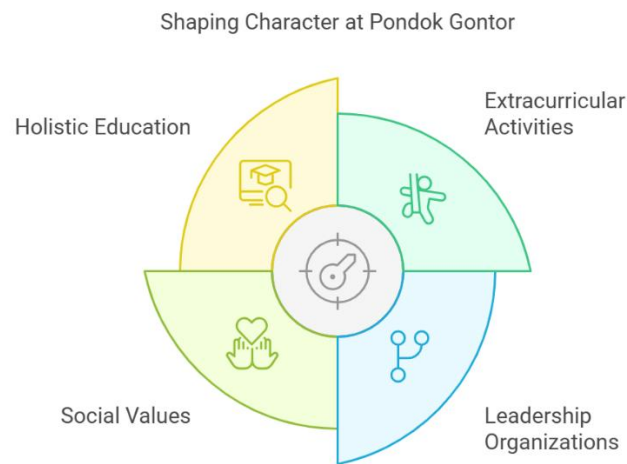 Shaping Character at Pondok Gontor
Holistic Education
Extracurricular
Activities
Social Values
Leadership
Organizations